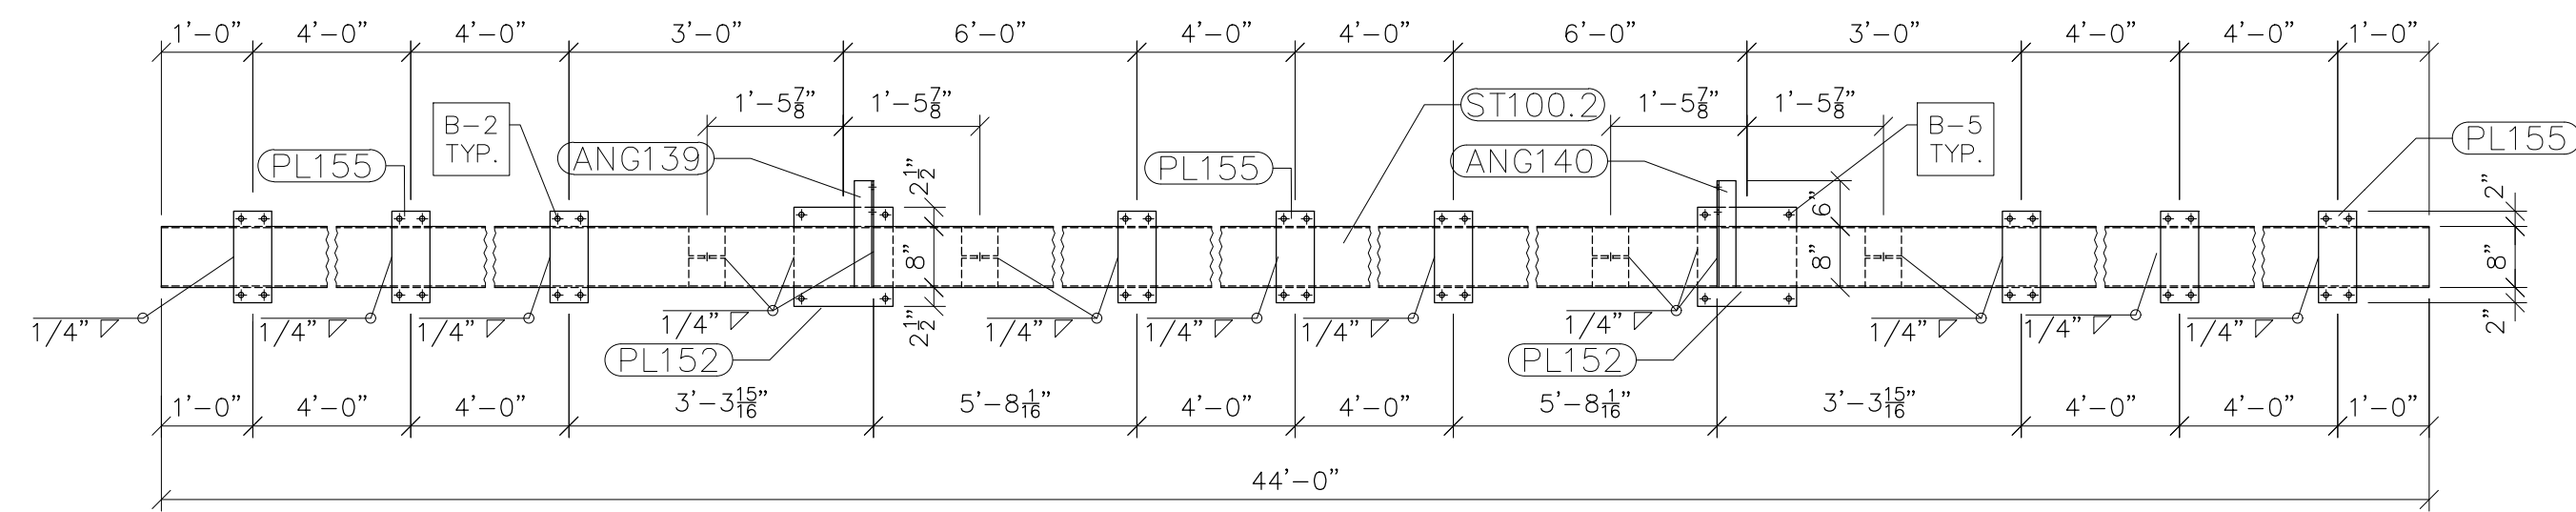 1'-0" 4'-0" 4'-0" 3'-0" 6'-0" 4'-0" 4'-0" 6'-0" 3'-0" 4'-0" 4'-0" 1'-0"
1'-5 7/8" 1'-5 7/8" 1'-5 7/8" 1'-5 7/8"
ST100.2
B-2
TYP.
B-5
TYP.
PL155
ANG139
PL155
ANG140
PL155
2 1/2"
8"
2 1/2"
6"
8"
2"
8"
2"
1/4" 1/4" 1/4" 1/4" 1/4" 1/4" 1/4" 1/4" 1/4" 1/4" 1/4"
PL152
PL152
1'-0" 4'-0" 4'-0" 3'-3 15/16" 5'-8 1/16" 4'-0" 4'-0" 5'-8 1/16" 3'-3 15/16" 4'-0" 4'-0" 1'-0"
44'-0"